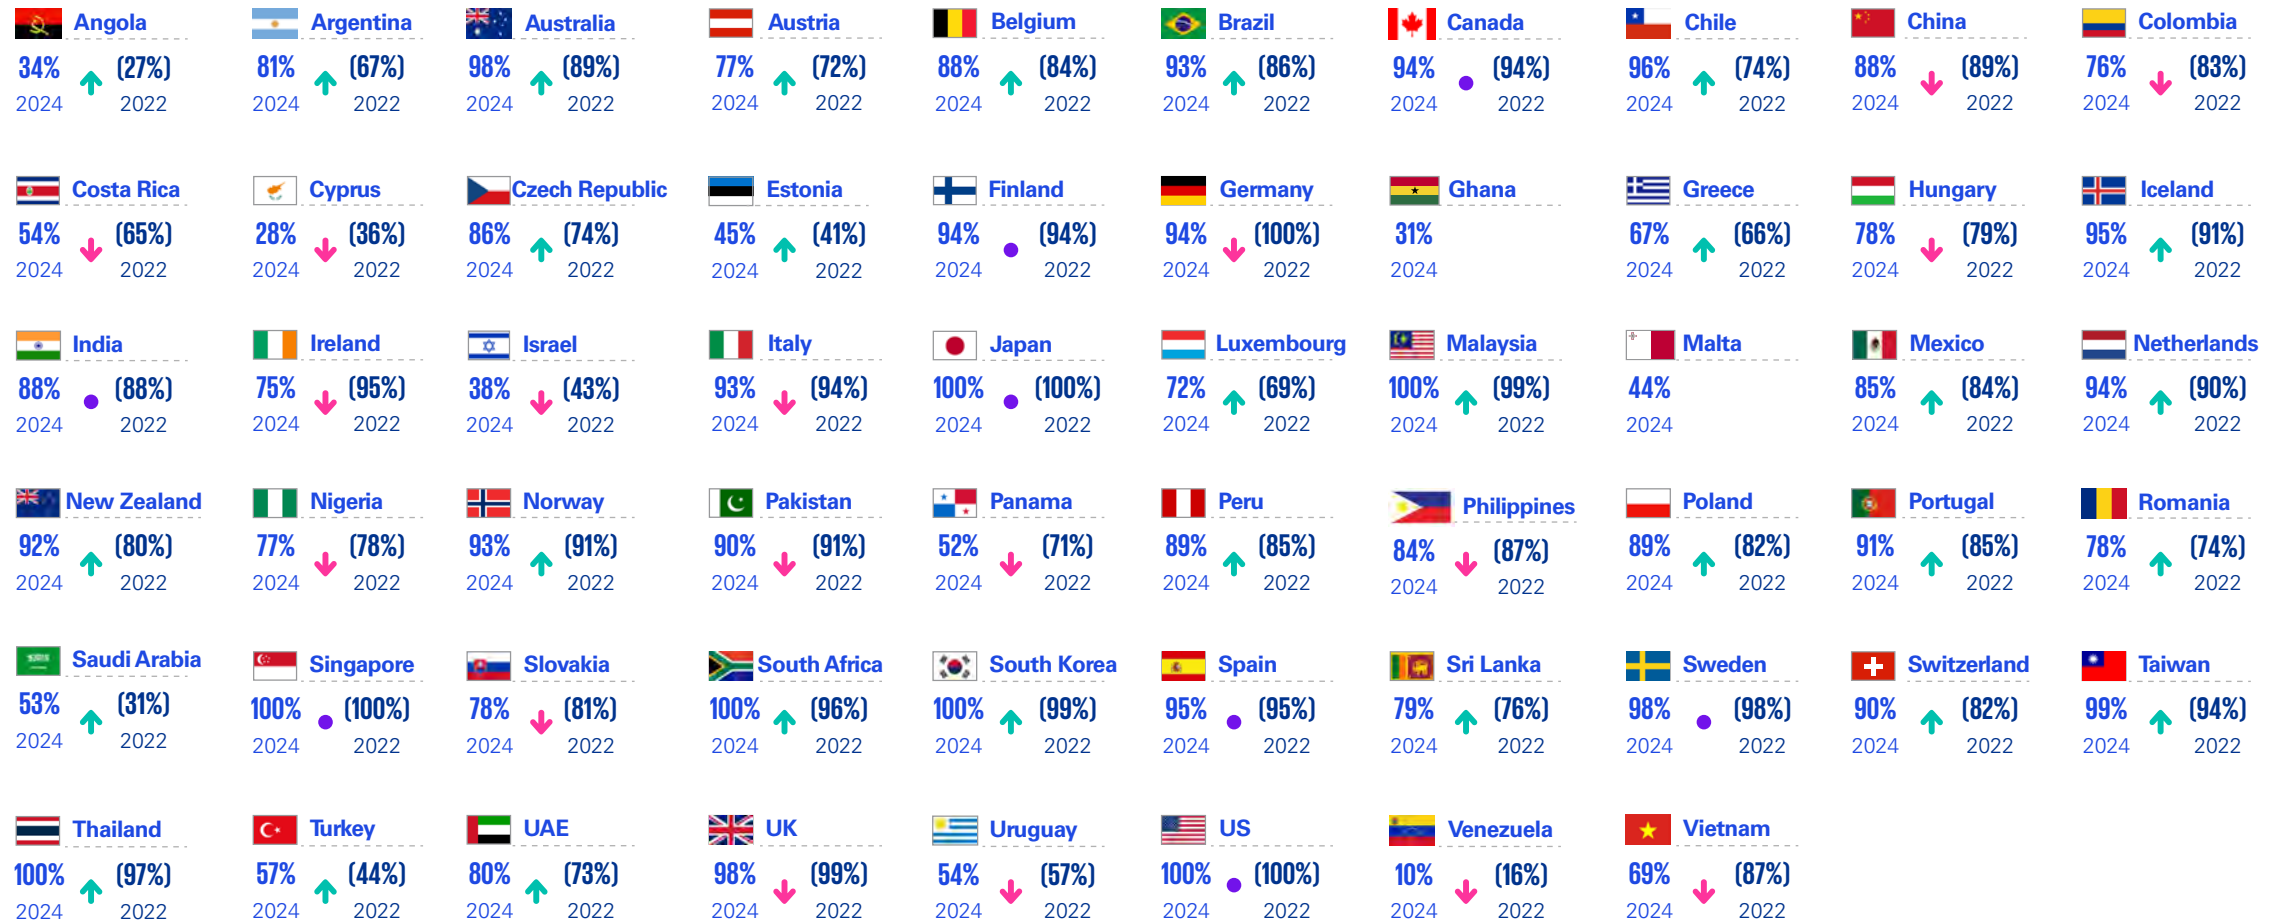 Angola Argentina Australia Austria Belgium Brazil Canada Chile China Colombia
34% (27%) 81% (67%) 98% (89%) 77% (72%) 88% (84%) 93% (86%) 94% (94%) 96% (74%) 88% (89%) 76% (83%)
2024 2022 2024 2022 2024 2022 2024 2022 2024 2022 2024 2022 2024 2022 2024 2022 2024 2022 2024 2022
Costa Rica Cyprus Czech Republic Estonia Finland Germany Ghana Greece Hungary Iceland
54% (65%) 28% (36%) 86% (74%) 45% (41%) 94% (94%) 94% (100%) 31% 67% (66%) 78% (79%) 95% (91%)
2024 2022 2024 2022 2024 2022 2024 2022 2024 2022 2024 2022 2024 2024 2022 2024 2022 2024 2022
India Ireland Israel Italy Japan Luxembourg Malaysia Malta Mexico Netherlands
88% (88%) 75% (95%) 38% (43%) 93% (94%) 100% (100%) 72% (69%) 100% (99%) 44% 85% (84%) 94% (90%)
2024 2022 2024 2022 2024 2022 2024 2022 2024 2022 2024 2022 2024 2022 2024 2024 2022 2024 2022
New Zealand Nigeria Norway Pakistan Panama Peru Philippines Poland Portugal Romania
92% (80%) 77% (78%) 93% (91%) 90% (91%) 52% (71%) 89% (85%) 84% (87%) 89% (82%) 91% (85%) 78% (74%)
2024 2022 2024 2022 2024 2022 2024 2022 2024 2022 2024 2022 2024 2022 2024 2022 2024 2022 2024 2022
Saudi Arabia Singapore Slovakia South Africa South Korea Spain Sri Lanka Sweden Switzerland Taiwan
53% (31%) 100% (100%) 78% (81%) 100% (96%) 100% (99%) 95% (95%) 79% (76%) 98% (98%) 90% (82%) 99% (94%)
2024 2022 2024 2022 2024 2022 2024 2022 2024 2022 2024 2022 2024 2022 2024 2022 2024 2022 2024 2022
Thailand Turkey UAE UK Uruguay US Venezuela Vietnam
100% (97%) 57% (44%) 80% (73%) 98% (99%) 54% (57%) 100% (100%) 10% (16%) 69% (87%)
2024 2022 2024 2022 2024 2022 2024 2022 2024 2022 2024 2022 2024 2022 2024 2022